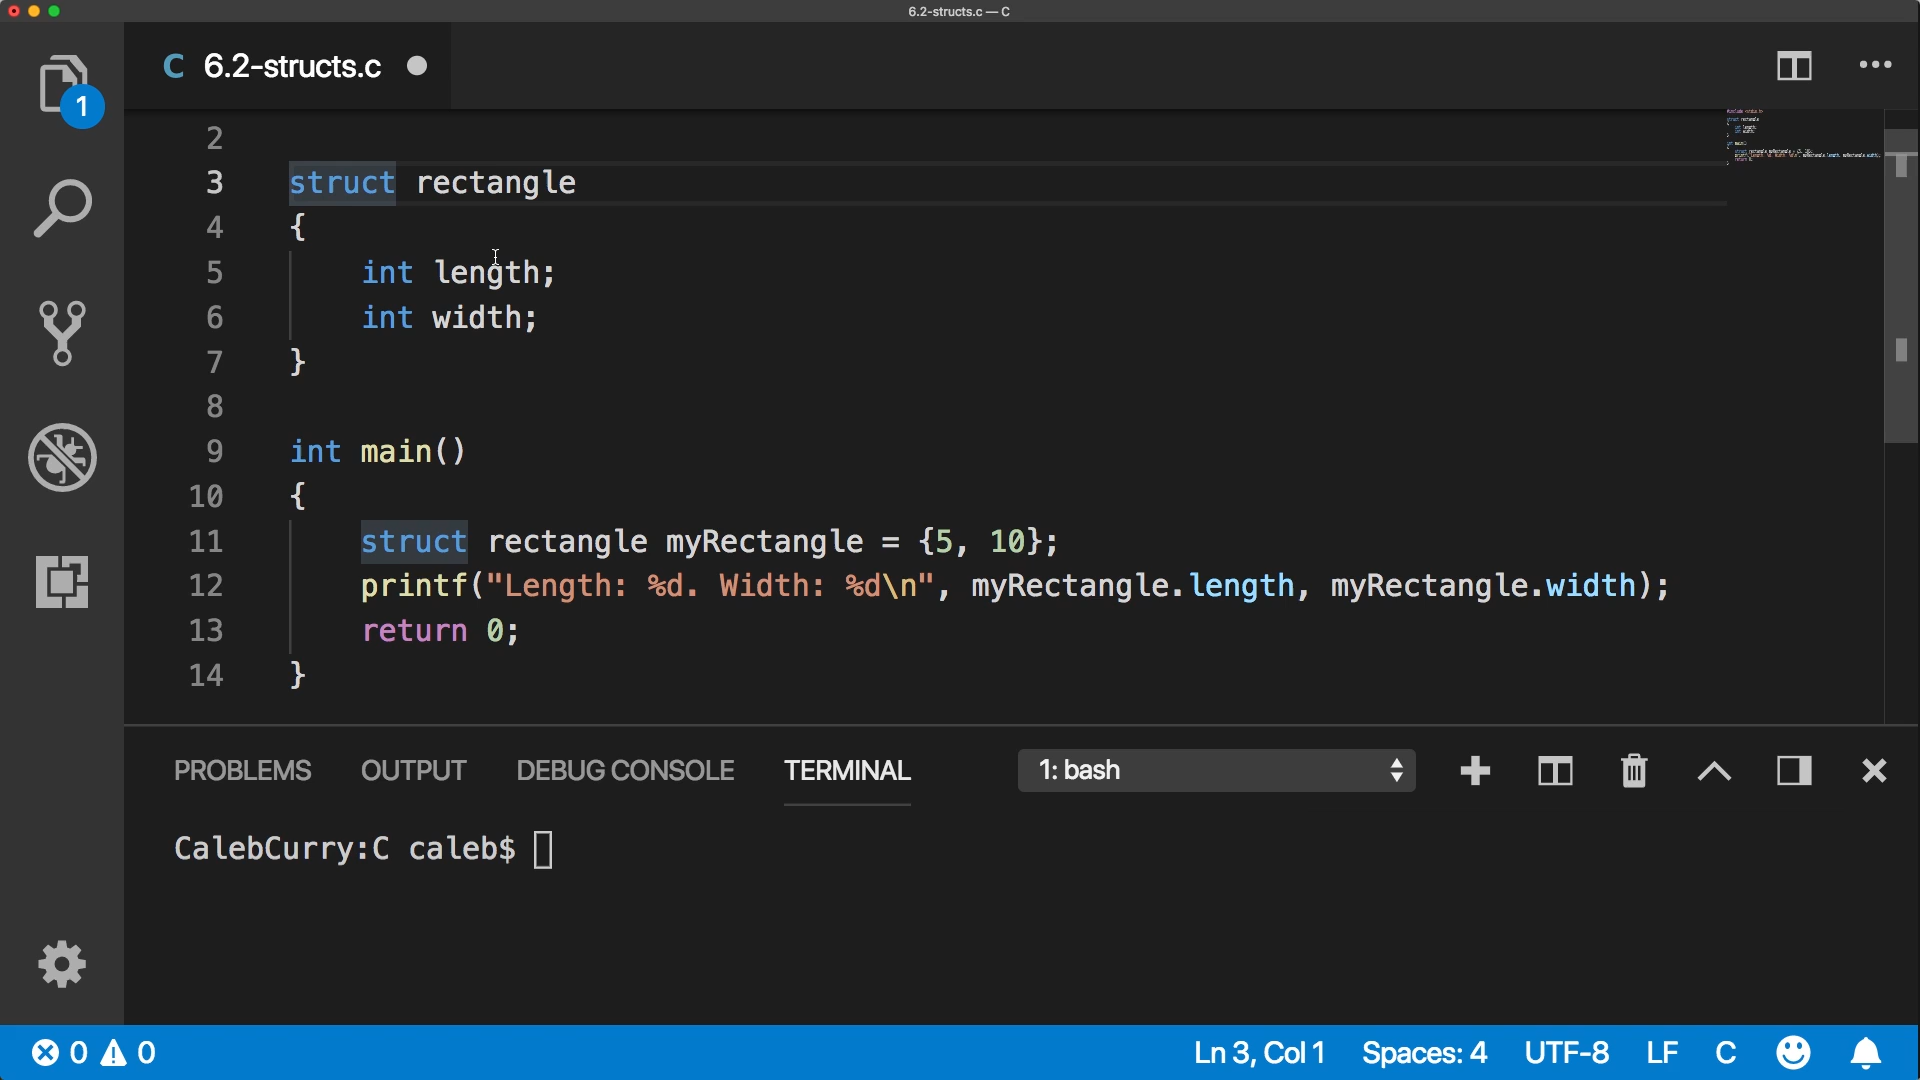 6.2-structs.c — C
C 6.2-structs.c
1
2
3 struct rectangle
4 {
5 int length;
6 int width;
7 }
8
9 int main()
10 {
11 struct rectangle myRectangle = {5, 10};
12 printf("Length: %d. Width: %d\n", myRectangle.length, myRectangle.width);
13 return 0;
14 }
PROBLEMS OUTPUT DEBUG CONSOLE TERMINAL 1: bash
CalebCurry:C caleb$
0 0 Ln 3, Col 1 Spaces: 4 UTF-8 LF C